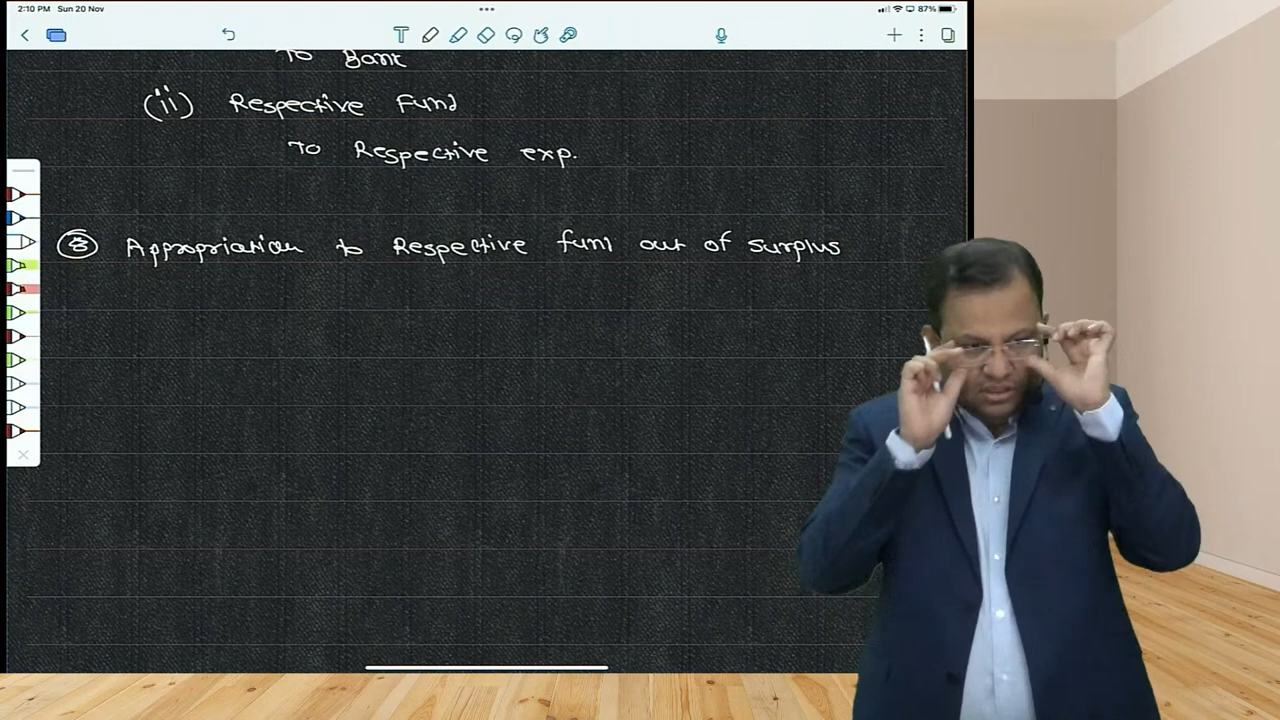 2:10 PM Sun 20 Nov
87%
To Bank
(ii) Respective Fund
To Respective exp.
Appropriation to Respective fund out of surplus